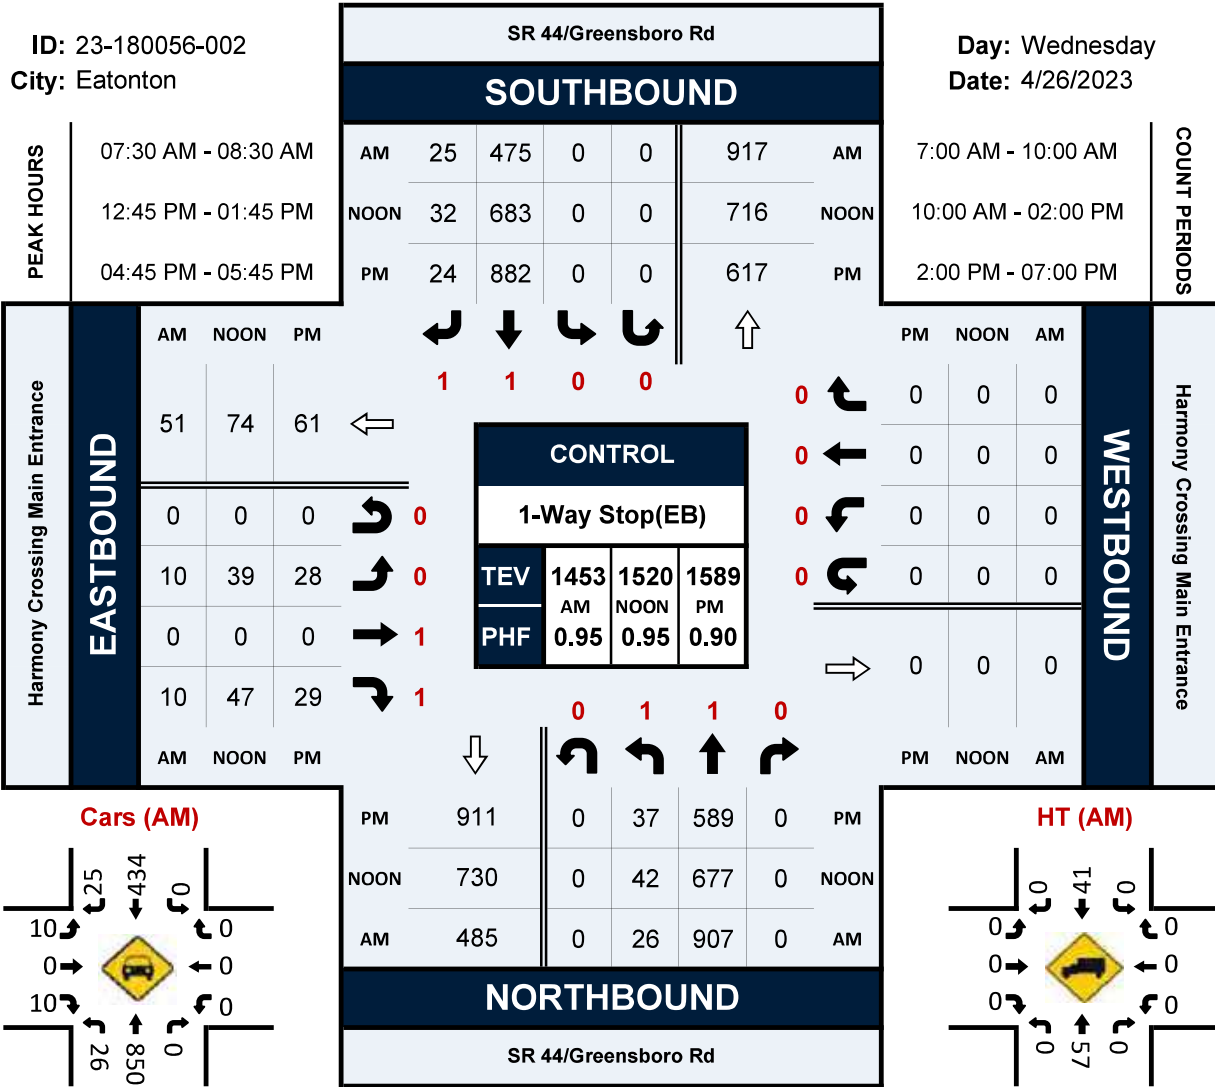 SR 44/Greensboro Rd
ID: 23-180056-002
City: Eatonton
Day: Wednesday
Date: 4/26/2023
SOUTHBOUND
PEAK HOURS
07:30 AM - 08:30 AM
12:45 PM - 01:45 PM
04:45 PM - 05:45 PM
AM 25 475 0 0 917 AM
NOON 32 683 0 0 716 NOON
PM 24 882 0 0 617 PM
7:00 AM - 10:00 AM
10:00 AM - 02:00 PM
2:00 PM - 07:00 PM
COUNT PERIODS
1 1 0 0
Harmony Crossing Main Entrance
EASTBOUND
AM NOON PM
51 74 61
0 0 0 0
10 39 28 0
0 0 0 1
10 47 29 1
AM NOON PM
CONTROL
1-Way Stop(EB)
TEV 1453 1520 1589
AM NOON PM
PHF 0.95 0.95 0.90
PM NOON AM
0 0 0 0
0 0 0 0
0 0 0 0
0 0 0 0
0 0 0
PM NOON AM
WESTBOUND
Harmony Crossing Main Entrance
0 1 1 0
PM 911 0 37 589 0 PM
NOON 730 0 42 677 0 NOON
AM 485 0 26 907 0 AM
NORTHBOUND
SR 44/Greensboro Rd
Cars (AM)
25 434 0
10 0
0 0
10 0
26 850 0
HT (AM)
0 41 0
0 0
0 0
0 0
0 57 0